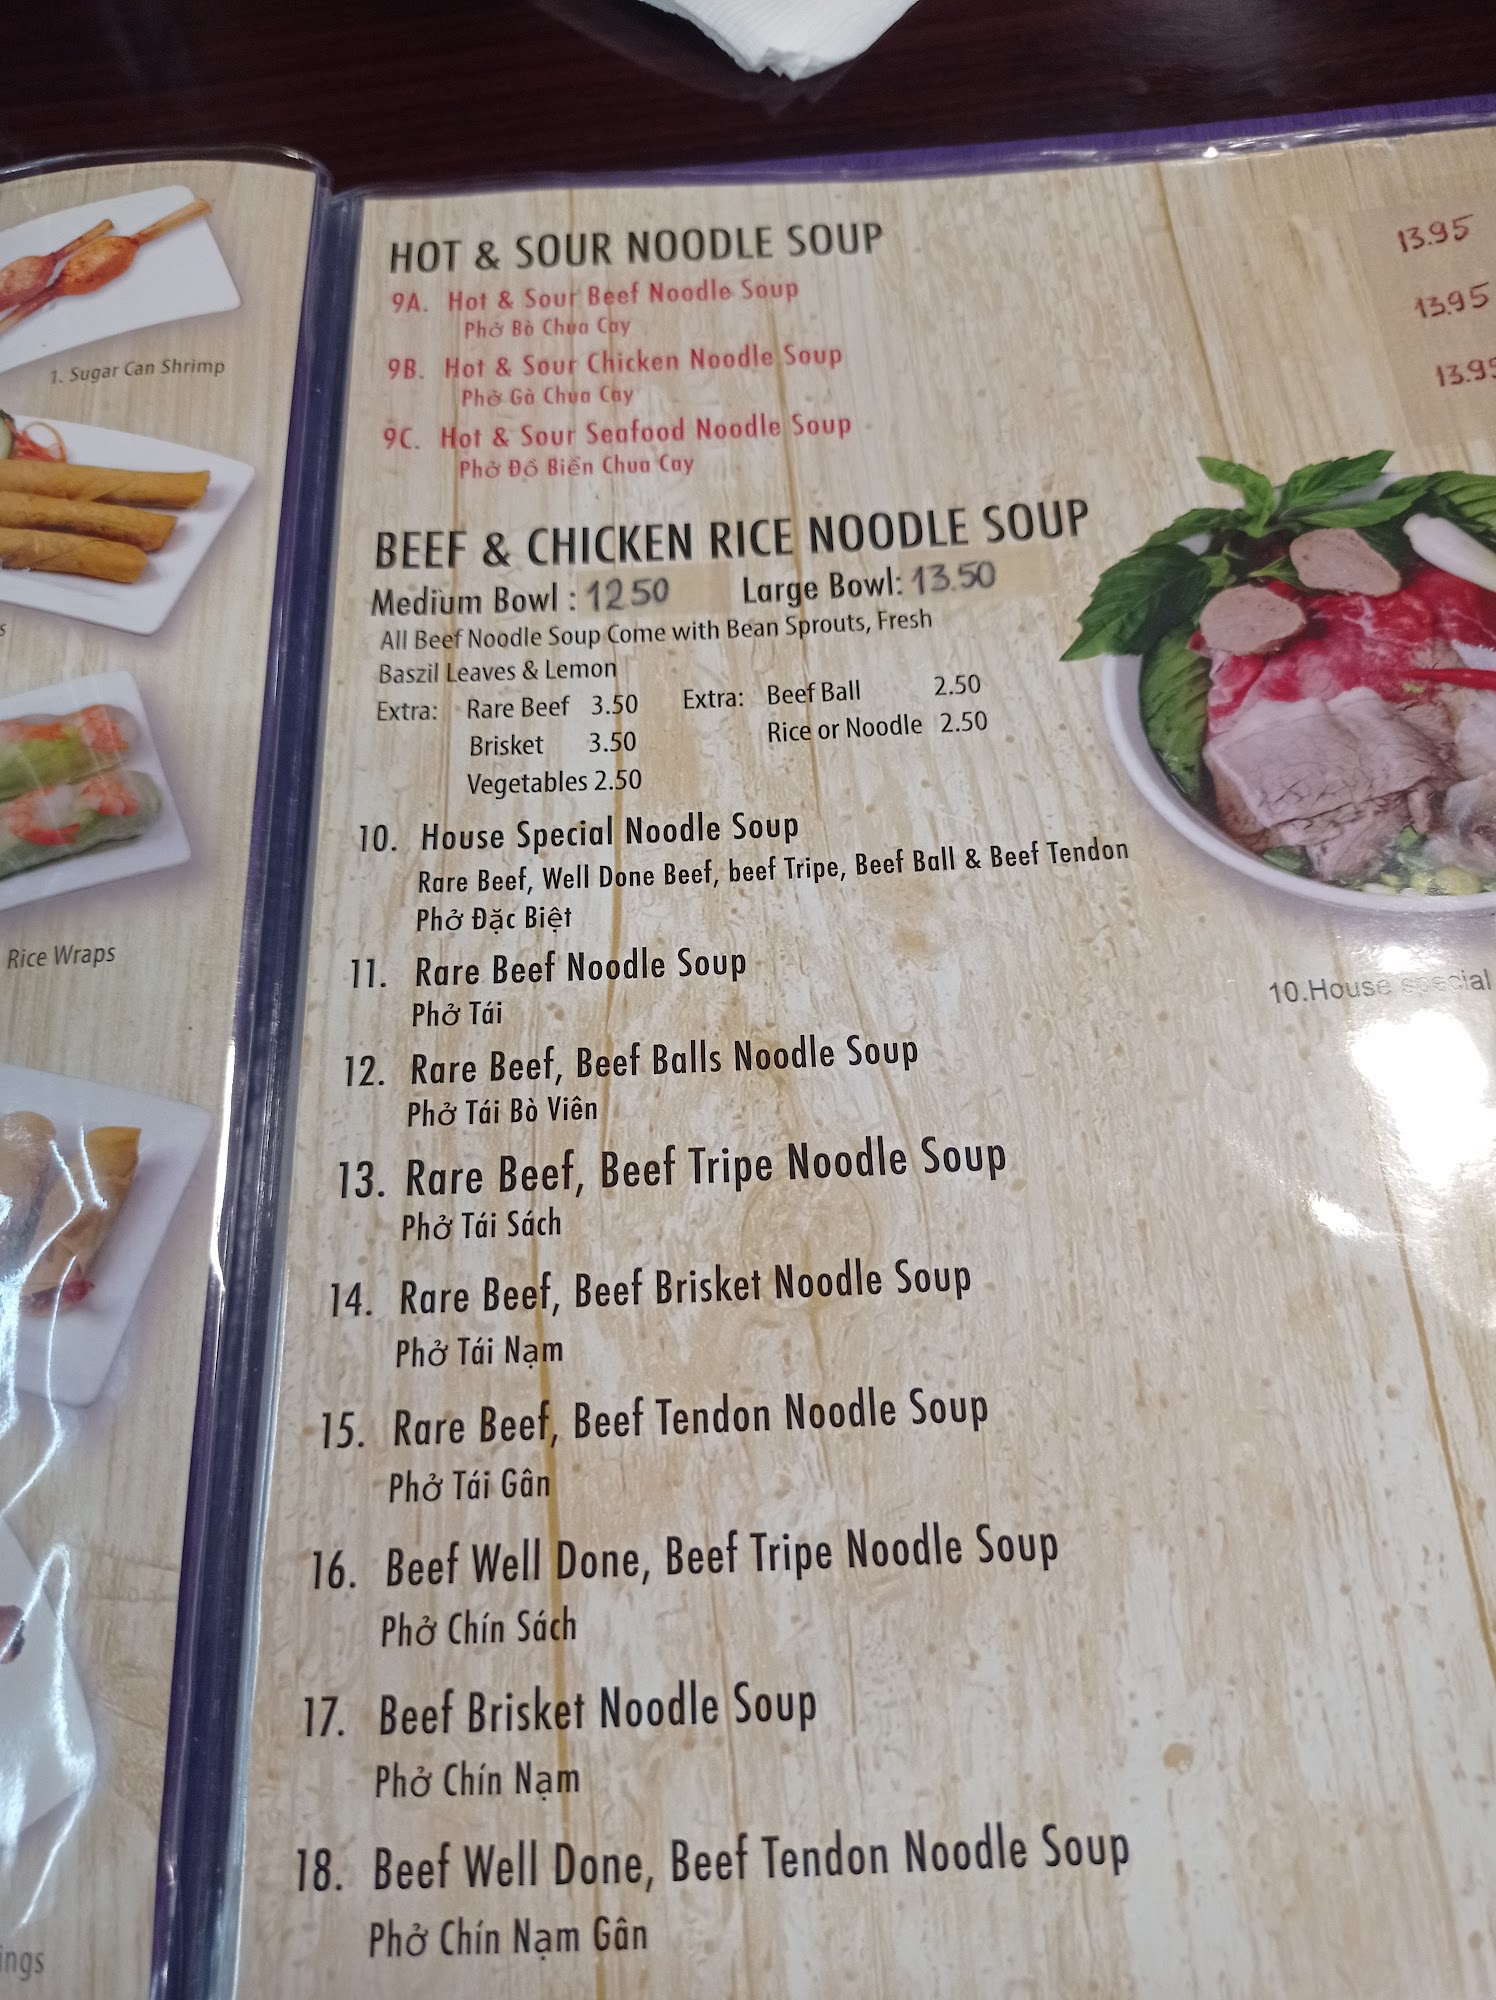 1. Sugar Can Shrimp
s
Rice Wraps
ings
HOT & SOUR NOODLE SOUP
9A. Hot & Sour Beef Noodle Soup 13.95
Phở Bò Chua Cay
9B. Hot & Sour Chicken Noodle Soup 13.95
Phở Gà Chua Cay
9C. Hot & Sour Seafood Noodle Soup 13.95
Phở Đồ Biển Chua Cay
BEEF & CHICKEN RICE NOODLE SOUP
Medium Bowl : 12.50 Large Bowl: 13.50
All Beef Noodle Soup Come with Bean Sprouts, Fresh
Baszil Leaves & Lemon
Extra: Rare Beef 3.50 Extra: Beef Ball 2.50
Brisket 3.50 Rice or Noodle 2.50
Vegetables 2.50
10. House Special Noodle Soup
Rare Beef, Well Done Beef, beef Tripe, Beef Ball & Beef Tendon
Phở Đặc Biệt
10.House special
11. Rare Beef Noodle Soup
Phở Tái
12. Rare Beef, Beef Balls Noodle Soup
Phở Tái Bò Viên
13. Rare Beef, Beef Tripe Noodle Soup
Phở Tái Sách
14. Rare Beef, Beef Brisket Noodle Soup
Phở Tái Nạm
15. Rare Beef, Beef Tendon Noodle Soup
Phở Tái Gân
16. Beef Well Done, Beef Tripe Noodle Soup
Phở Chín Sách
17. Beef Brisket Noodle Soup
Phở Chín Nạm
18. Beef Well Done, Beef Tendon Noodle Soup
Phở Chín Nạm Gân